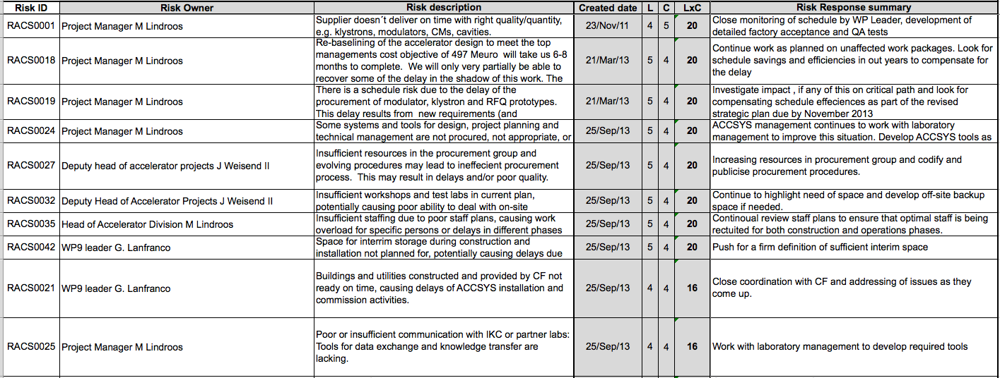 Risk ID Risk Owner Risk description Created date L C LxC Risk Response summary
RACS0001 Project Manager M Lindroos Supplier doesn´t deliver on time with right quality/quantity, 23/Nov/11 4 5 20 Close monitoring of schedule by WP Leader, development of
e.g. klystrons, modulators, CMs, cavities. detailed factory acceptance and QA tests
RACS0018 Project Manager M Lindroos Re-baselining of the accelerator design to meet the top 21/Mar/13 5 4 20 Continue work as planned on unaffected work packages. Look for
managements cost objective of 497 Meuro will take us 6-8 schedule savings and efficiencies in out years to compensate for
months to complete. We will only very partially be able to the delay
recover some of the delay in the shadow of this work. The
RACS0019 Project Manager M Lindroos There is a schedule risk due to the delay of the 21/Mar/13 5 4 20 Investigate impact , if any of this on critical path and look for
procurement of modulator, klystron and RFQ prototypes. compensating schedule effeciences as part of the revised
This delay results from new requirements (and strategic plan due by November 2013
RACS0024 Project Manager M Lindroos Some systems and tools for design, project planning and 25/Sep/13 5 4 20 ACCSYS management continues to work with laboratory
technical management are not procured, not appropriate, or management to improve this situation. Develop ACCSYS tools as
RACS0027 Deputy head of accelerator projects J Weisend II Insufficient resources in the procurement group and 25/Sep/13 5 4 20 Increasing resources in procurement group and codify and
evolving procedures may lead to ineffecient procurement publicise procurement procedures.
process. This may result in delays and/or poor quality.
RACS0032 Deputy Head of Accelerator Projects J Weisend II Insufficient workshops and test labs in current plan, 25/Sep/13 5 4 20 Continue to highlight need of space and develop off-site backup
potentially causing poor ability to deal with on-site space if needed.
RACS0035 Head of Accelerator Division M Lindroos Insufficient staffing due to poor staff plans, causing work 25/Sep/13 5 4 20 Continoual review staff plans to ensure that optimal staff is being
overload for specific persons or delays in different phases rectuited for both construction and operations phases.
RACS0042 WP9 leader G. Lanfranco Space for interrim storage during construction and 25/Sep/13 5 4 20 Push for a firm definition of sufficient interim space
installation not planned for, potentially causing delays due
RACS0021 WP9 leader G. Lanfranco Buildings and utilities constructed and provided by CF not 25/Sep/13 4 4 16 Close coordination with CF and addressing of issues as they
ready on time, causing delays of ACCSYS installation and come up.
commission activities.
RACS0025 Project Manager M Lindroos Poor or insufficient communication with IKC or partner labs: 25/Sep/13 4 4 16 Work with laboratory management to develop required tools
Tools for data exchange and knowledge transfer are
lacking.